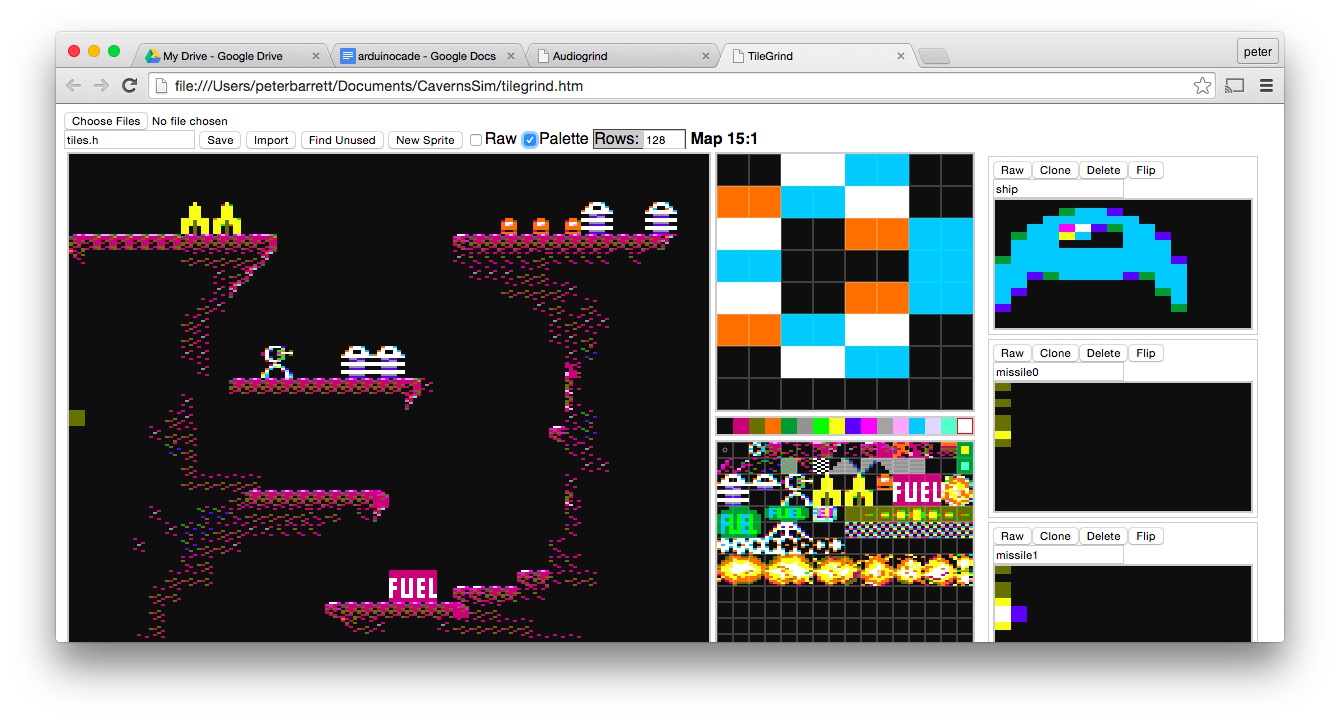 My Drive - Google Drive
arduinocade - Google Docs
Audiogrind
TileGrind
peter
file:///Users/peterbarrett/Documents/CavernsSim/tilegrind.htm
Choose Files No file chosen
tiles.h Save Import Find Unused New Sprite Raw Palette Rows: 128 Map 15:1
Raw Clone Delete Flip
ship
Raw Clone Delete Flip
missile0
FUEL
FUEL FUEL
Raw Clone Delete Flip
missile1
FUEL